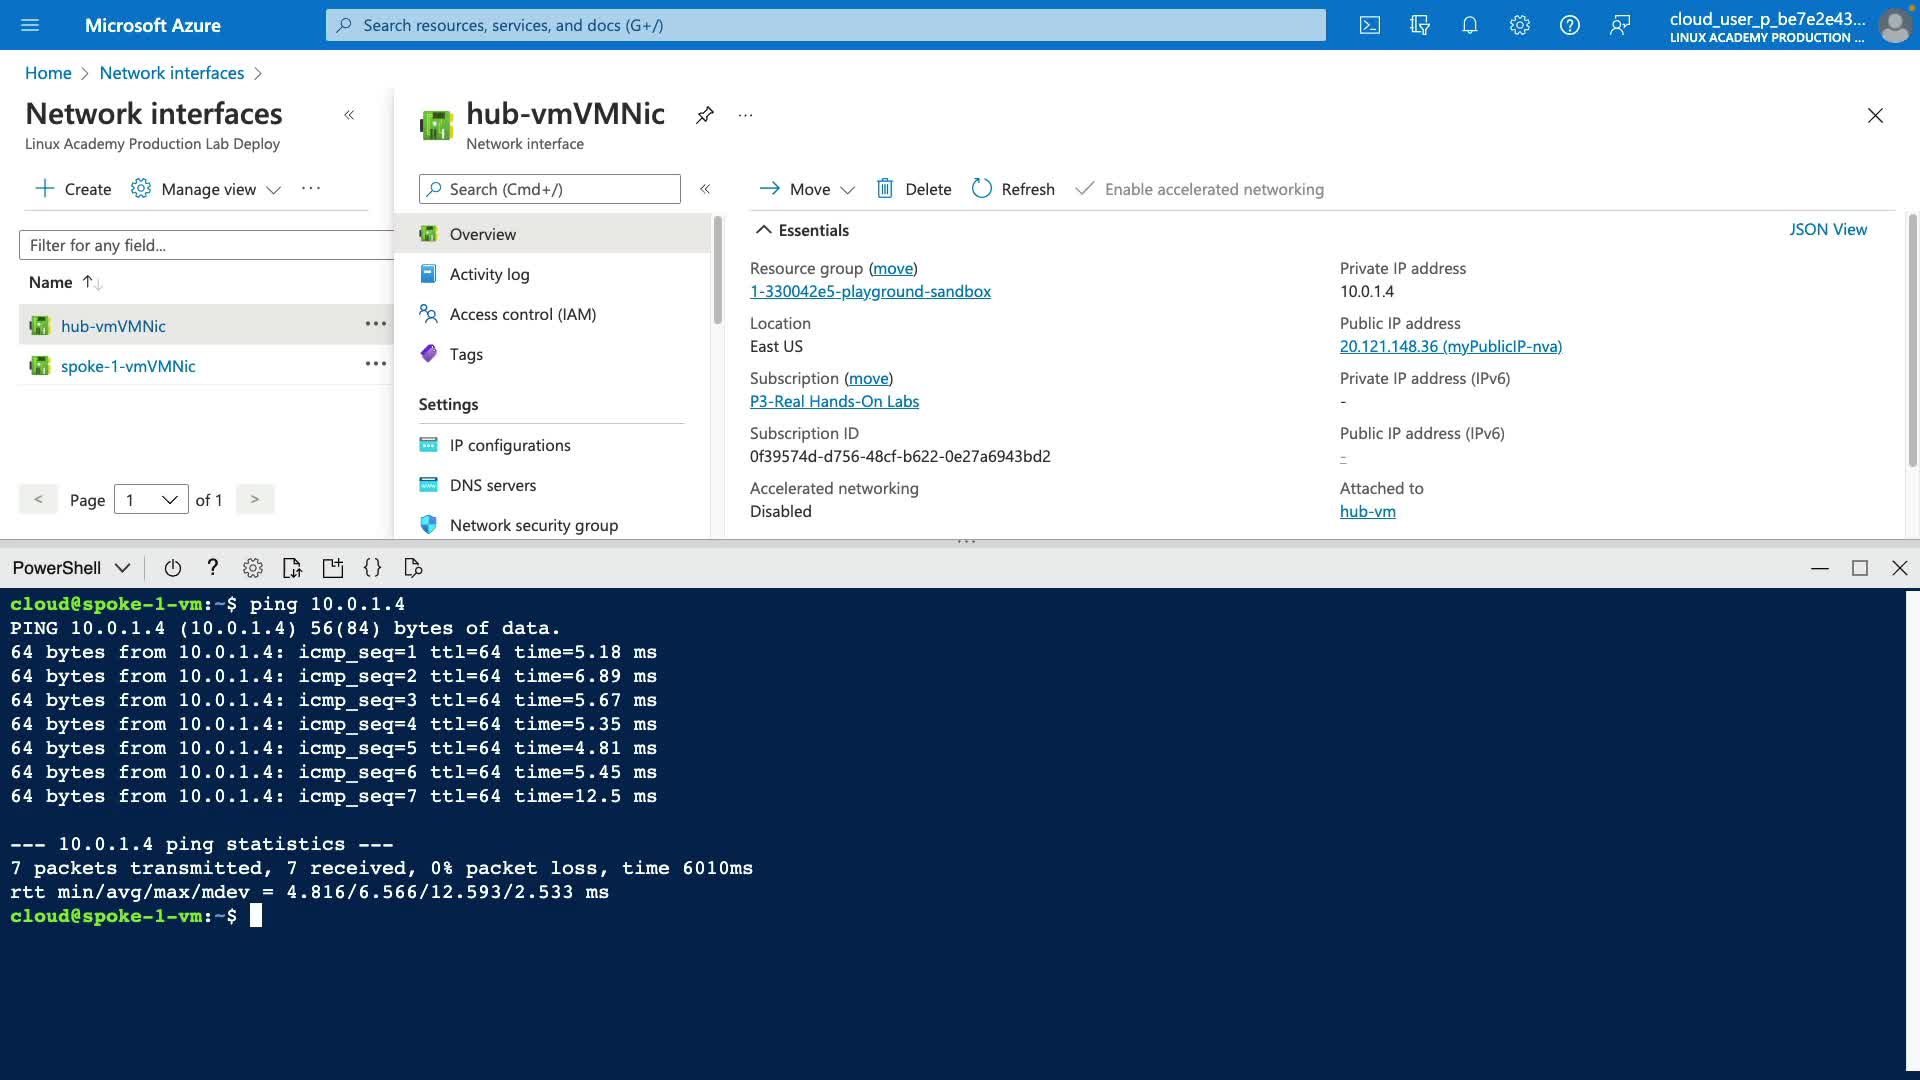 Microsoft Azure
Search resources, services, and docs (G+/)
cloud_user_p_be7e2e43...
LINUX ACADEMY PRODUCTION ...
Home > Network interfaces >
Network interfaces «
Linux Academy Production Lab Deploy
+ Create Manage view ...
Filter for any field...
Name ↑↓
hub-vmVMNic ...
spoke-1-vmVMNic ...
< Page 1 of 1 >
hub-vmVMNic ...
Network interface
Search (Cmd+/) «
Overview
Activity log
Access control (IAM)
Tags
Settings
IP configurations
DNS servers
Network security group
Move Delete Refresh Enable accelerated networking
Essentials
JSON View
Resource group (move)
1-330042e5-playground-sandbox
Location
East US
Subscription (move)
P3-Real Hands-On Labs
Subscription ID
0f39574d-d756-48cf-b622-0e27a6943bd2
Accelerated networking
Disabled
Private IP address
10.0.1.4
Public IP address
20.121.148.36 (myPublicIP-nva)
Private IP address (IPv6)
-
Public IP address (IPv6)
-
Attached to
hub-vm
PowerShell ? {}
cloud@spoke-1-vm:~$ ping 10.0.1.4
PING 10.0.1.4 (10.0.1.4) 56(84) bytes of data.
64 bytes from 10.0.1.4: icmp_seq=1 ttl=64 time=5.18 ms
64 bytes from 10.0.1.4: icmp_seq=2 ttl=64 time=6.89 ms
64 bytes from 10.0.1.4: icmp_seq=3 ttl=64 time=5.67 ms
64 bytes from 10.0.1.4: icmp_seq=4 ttl=64 time=5.35 ms
64 bytes from 10.0.1.4: icmp_seq=5 ttl=64 time=4.81 ms
64 bytes from 10.0.1.4: icmp_seq=6 ttl=64 time=5.45 ms
64 bytes from 10.0.1.4: icmp_seq=7 ttl=64 time=12.5 ms
--- 10.0.1.4 ping statistics ---
7 packets transmitted, 7 received, 0% packet loss, time 6010ms
rtt min/avg/max/mdev = 4.816/6.566/12.593/2.533 ms
cloud@spoke-1-vm:~$